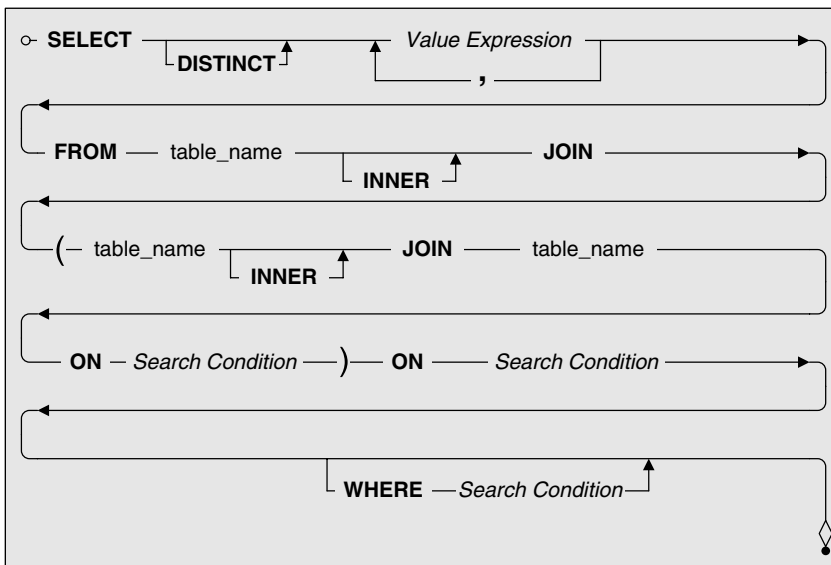 SELECT Value Expression
DISTINCT ,
FROM table_name JOIN
INNER
( table_name JOIN table_name
INNER
ON Search Condition ) ON Search Condition
WHERE Search Condition